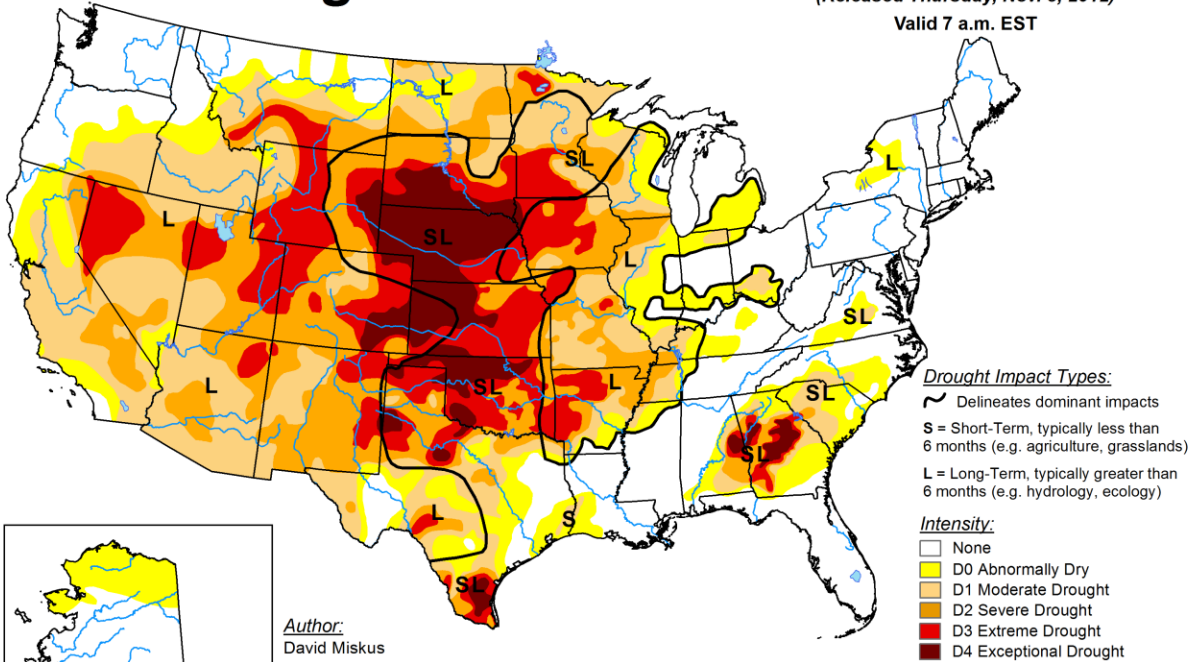 Valid 7 a.m. EST
L
SL
L
SL
L
L
SL
L
SL
L
SL
SL
L
S
SL
Drought Impact Types:
Delineates dominant impacts
S = Short-Term, typically less than
6 months (e.g. agriculture, grasslands)
L = Long-Term, typically greater than
6 months (e.g. hydrology, ecology)
Intensity:
None
D0 Abnormally Dry
D1 Moderate Drought
D2 Severe Drought
D3 Extreme Drought
D4 Exceptional Drought
Author:
David Miskus